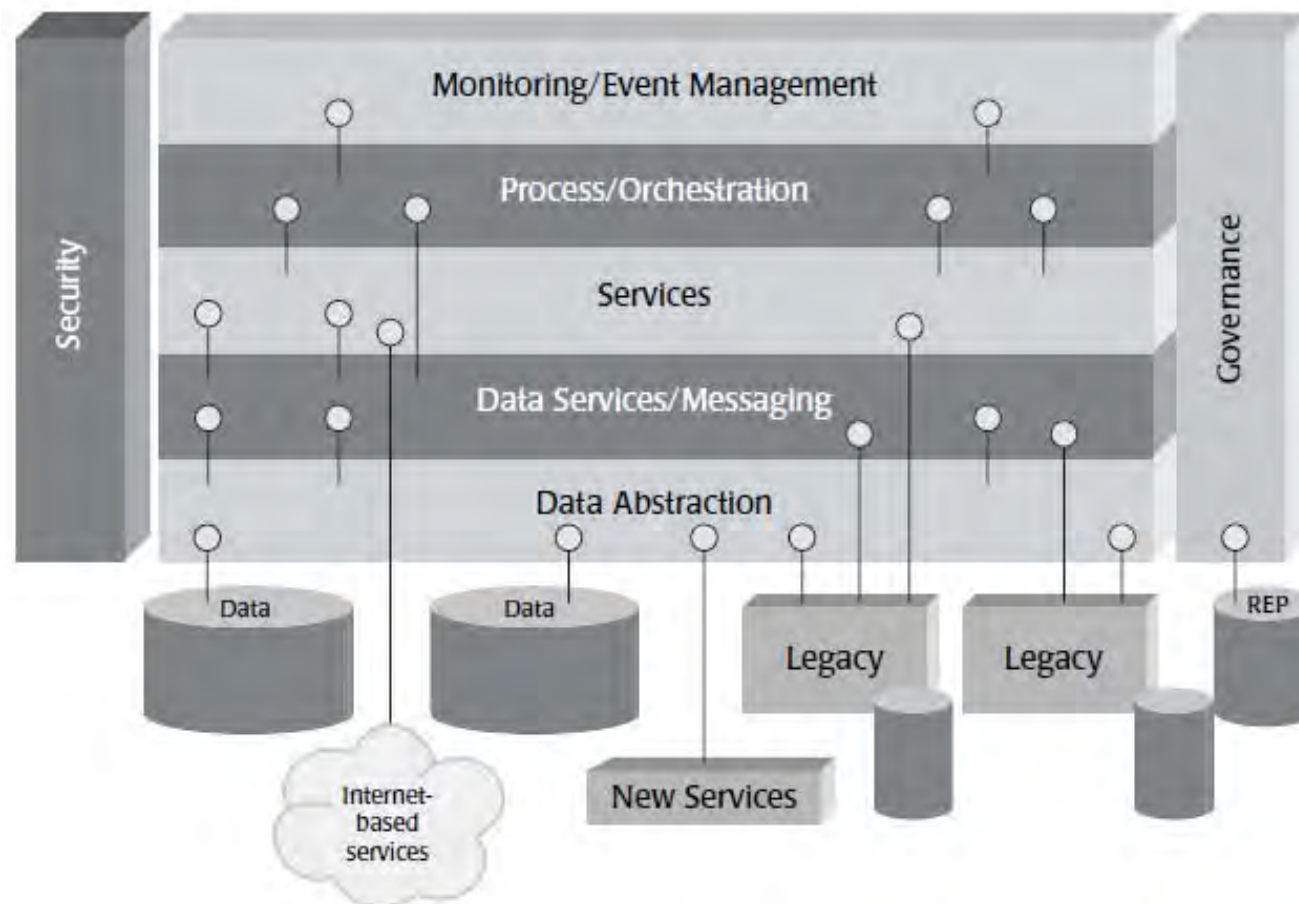 Monitoring/Event Management
Process/Orchestration
Services
Data Services/Messaging
Data Abstraction
Security
Governance
Data
Data
Legacy
Legacy
REP
New Services
Internet-
based
services